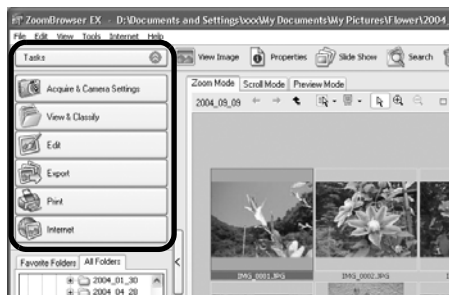 ZoomBrowser EX - D:\Documents and Settings\xxx\My Documents\My Pictures\Flower\2004_
File Edit View Tools Internet Help
Tasks
View Image Properties Slide Show Search
Acquire & Camera Settings
View & Classify
Edit
Export
Print
Internet
Zoom Mode Scroll Mode Preview Mode
2004_09_09
IMG_0001.JPG IMG_0002.JPG
Favorite Folders All Folders
2004_01_30
2004_04_28